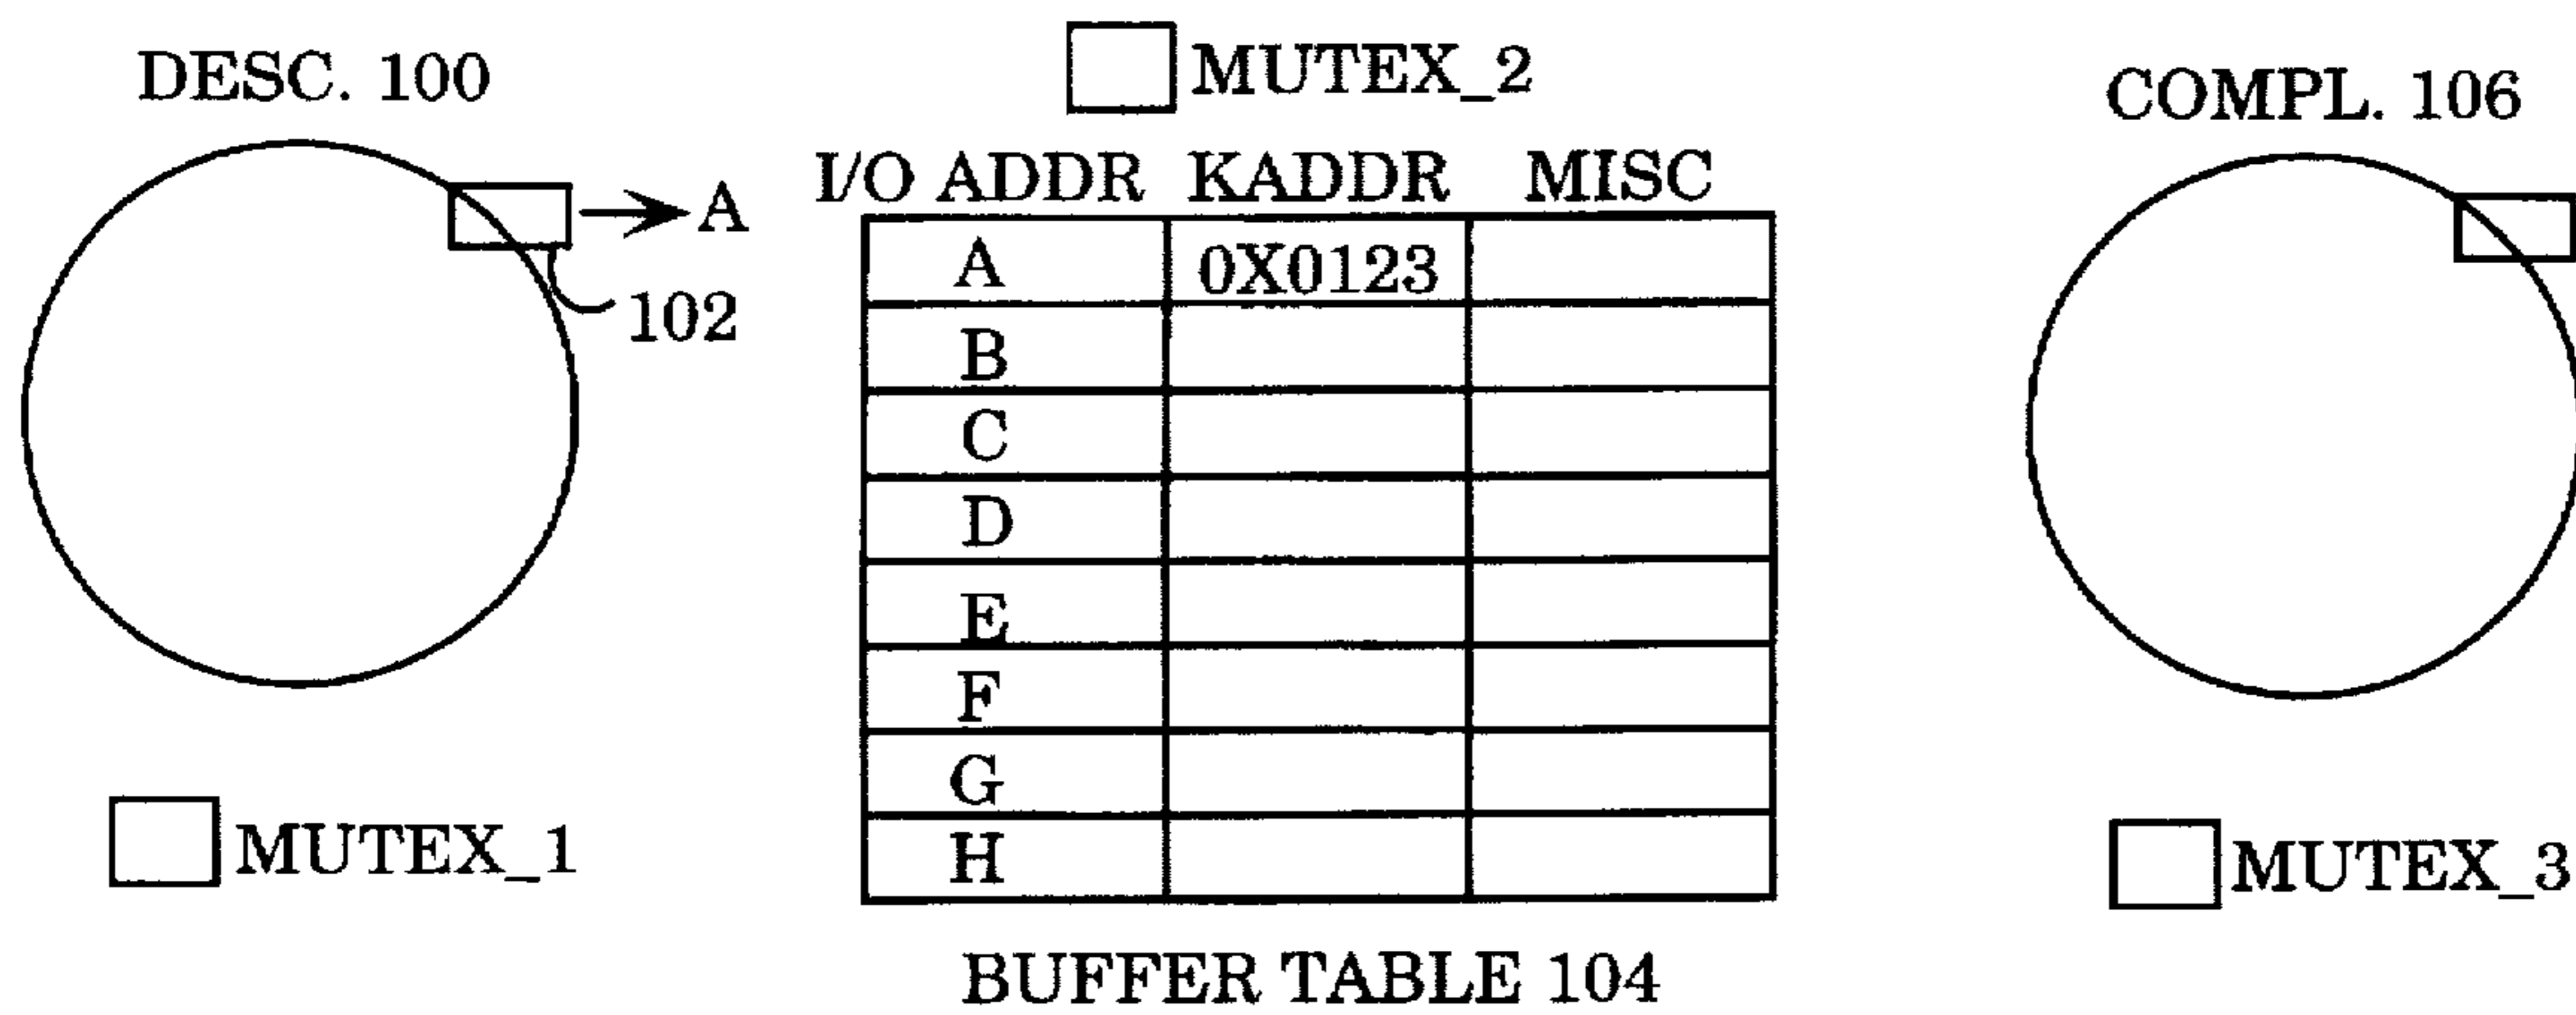 DESC. 100
A
102
MUTEX_1
MUTEX_2
I/O ADDR KADDR MISC
A 0X0123
B
C
D
E
F
G
H
BUFFER TABLE 104
COMPL. 106
MUTEX_3